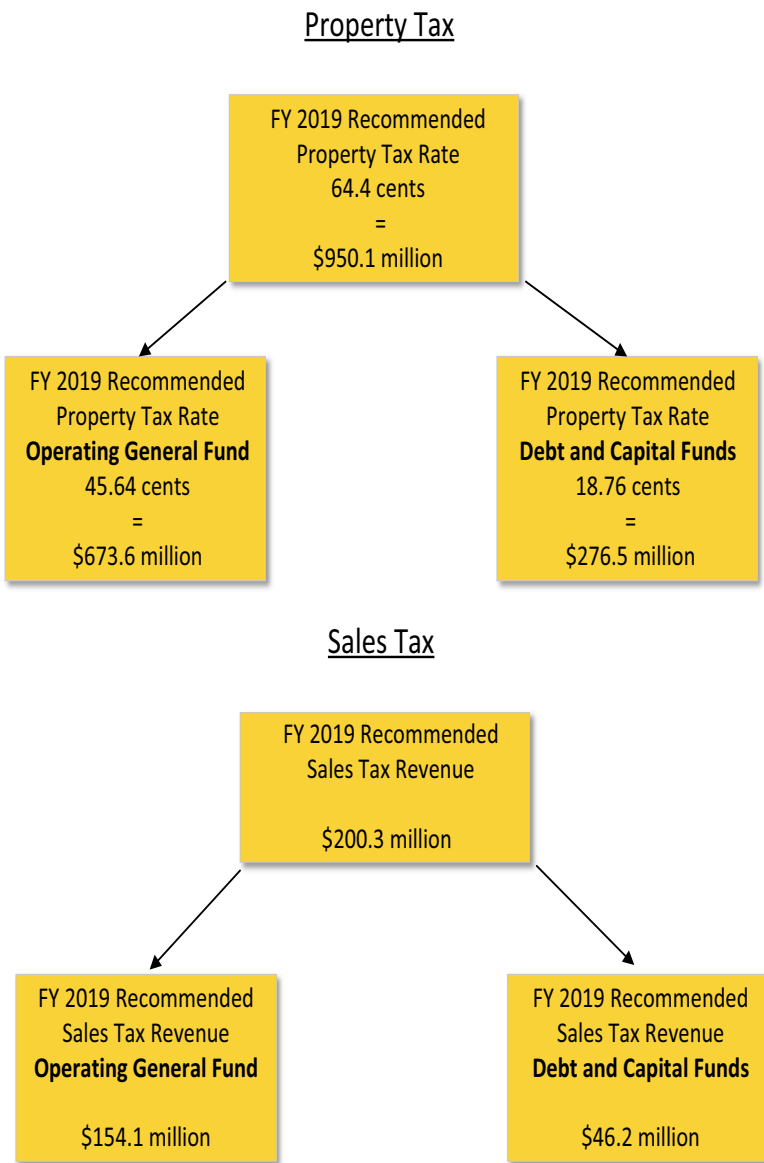 Property Tax
FY 2019 Recommended
Property Tax Rate
64.4 cents
=
$950.1 million
FY 2019 Recommended
Property Tax Rate
Operating General Fund
45.64 cents
=
$673.6 million
FY 2019 Recommended
Property Tax Rate
Debt and Capital Funds
18.76 cents
=
$276.5 million
Sales Tax
FY 2019 Recommended
Sales Tax Revenue
$200.3 million
FY 2019 Recommended
Sales Tax Revenue
Operating General Fund
$154.1 million
FY 2019 Recommended
Sales Tax Revenue
Debt and Capital Funds
$46.2 million